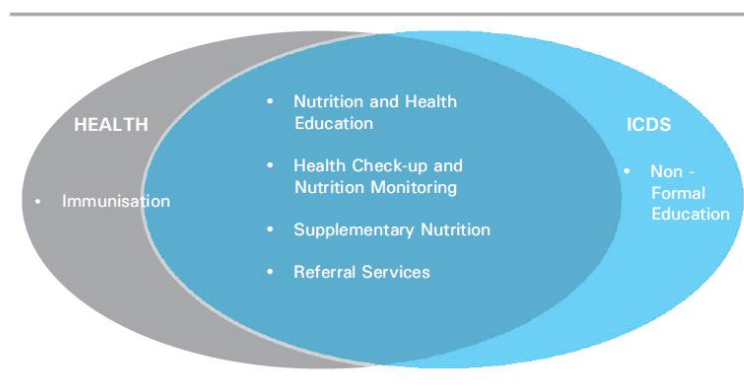 HEALTH
• Immunisation
• Nutrition and Health
Education
• Health Check-up and
Nutrition Monitoring
• Supplementary Nutrition
• Referral Services
ICDS
• Non -
Formal
Education